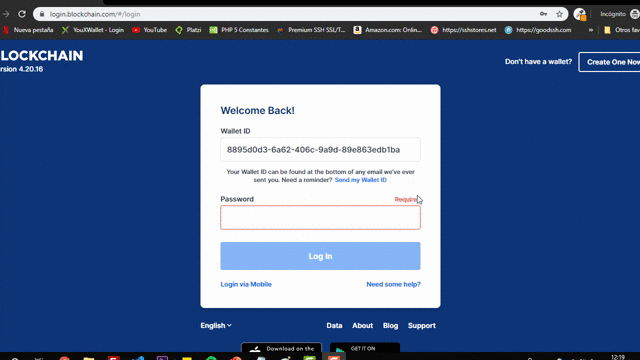 login.blockchain.com/#/login
Incógnito
Nueva pestaña
YouXWallet - Login
YouTube
Platzi
PHP 5 Constantes
Premium SSH SSL/T...
Amazon.com: Onlin...
https://sshstores.net
https://goodssh.com
»
Otros fav
LOCKCHAIN
rsion 4.20.16
Don't have a wallet?
Create One Now
Welcome Back!
Wallet ID
8895d0d3-6a62-406c-9a9d-89e863edb1ba
Your Wallet ID can be found at the bottom of any email we've ever
sent you. Need a reminder? Send my Wallet ID
Password
Require
Log In
Login via Mobile
Need some help?
English
Data
About
Blog
Support
Download on the
GET IT ON
12:19